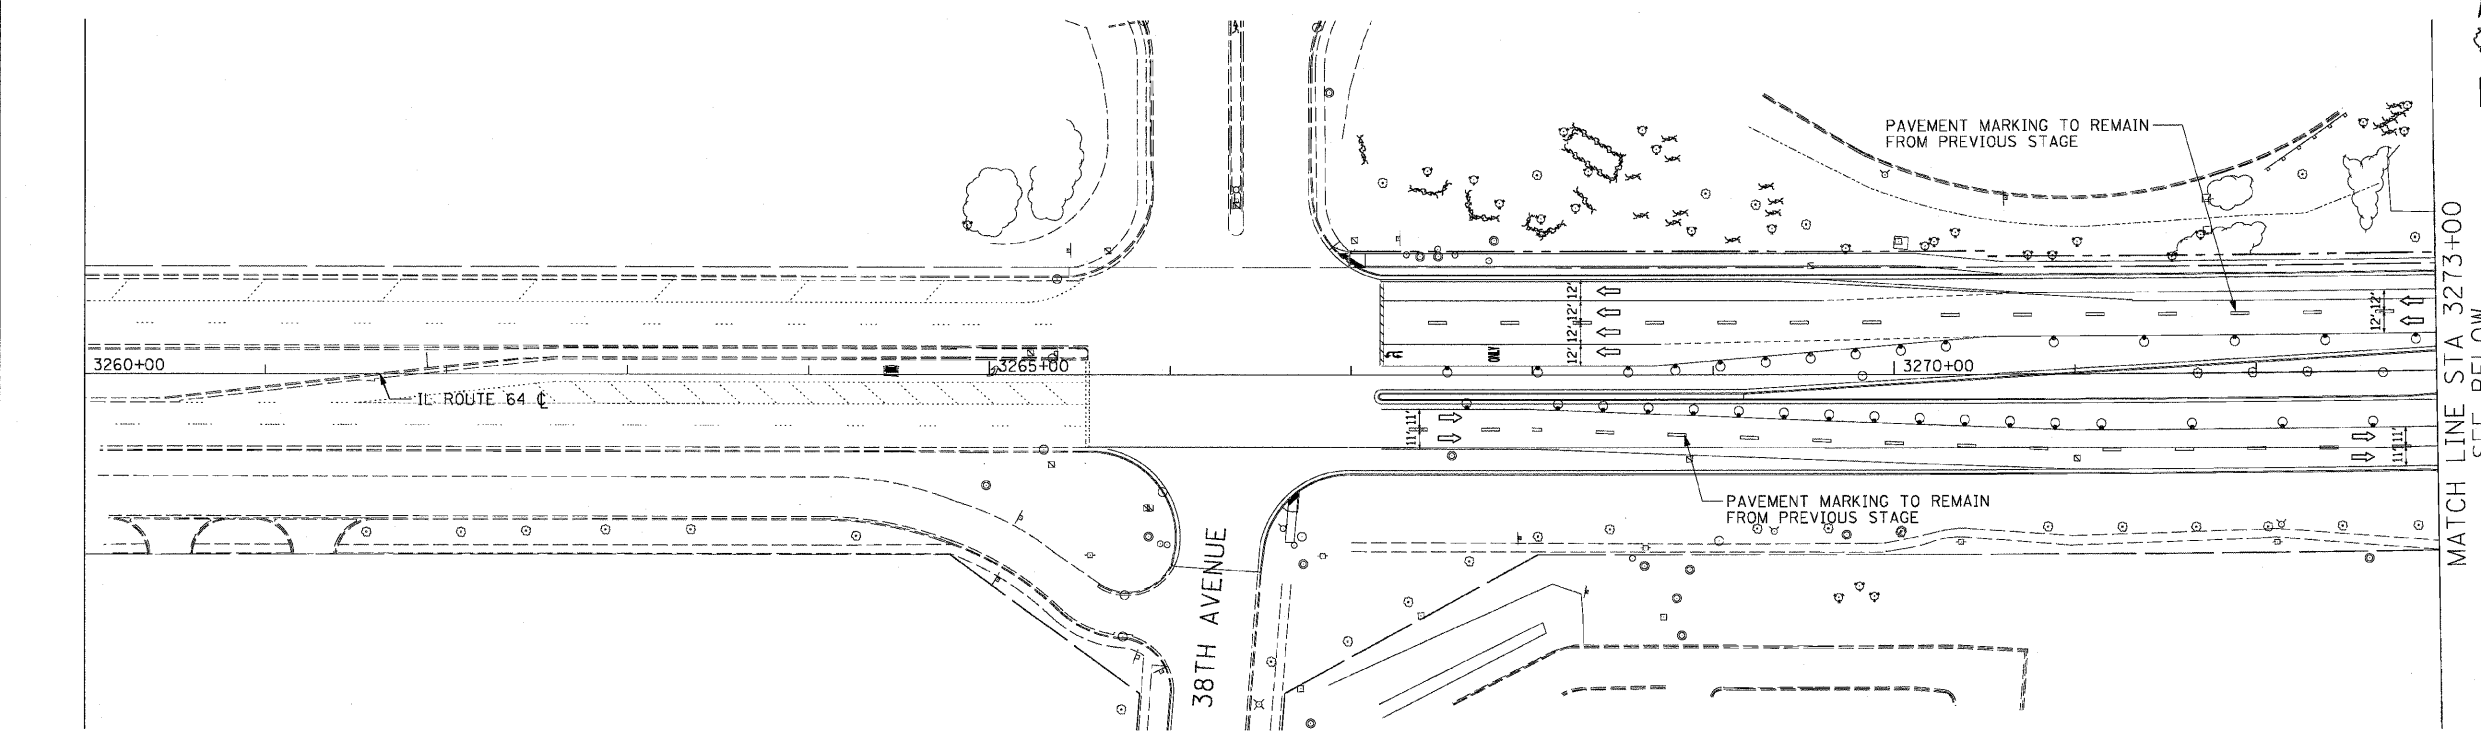 PAVEMENT MARKING TO REMAIN
FROM PREVIOUS STAGE
12' 12' 12' 12'
12' 12'
3260+00
3265+00
ONLY
3270+00
IL ROUTE 64 ℄
11' 11'
11' 11'
PAVEMENT MARKING TO REMAIN
FROM PREVIOUS STAGE
38TH AVENUE
MATCH LINE STA 3273+00
SEE BELOW